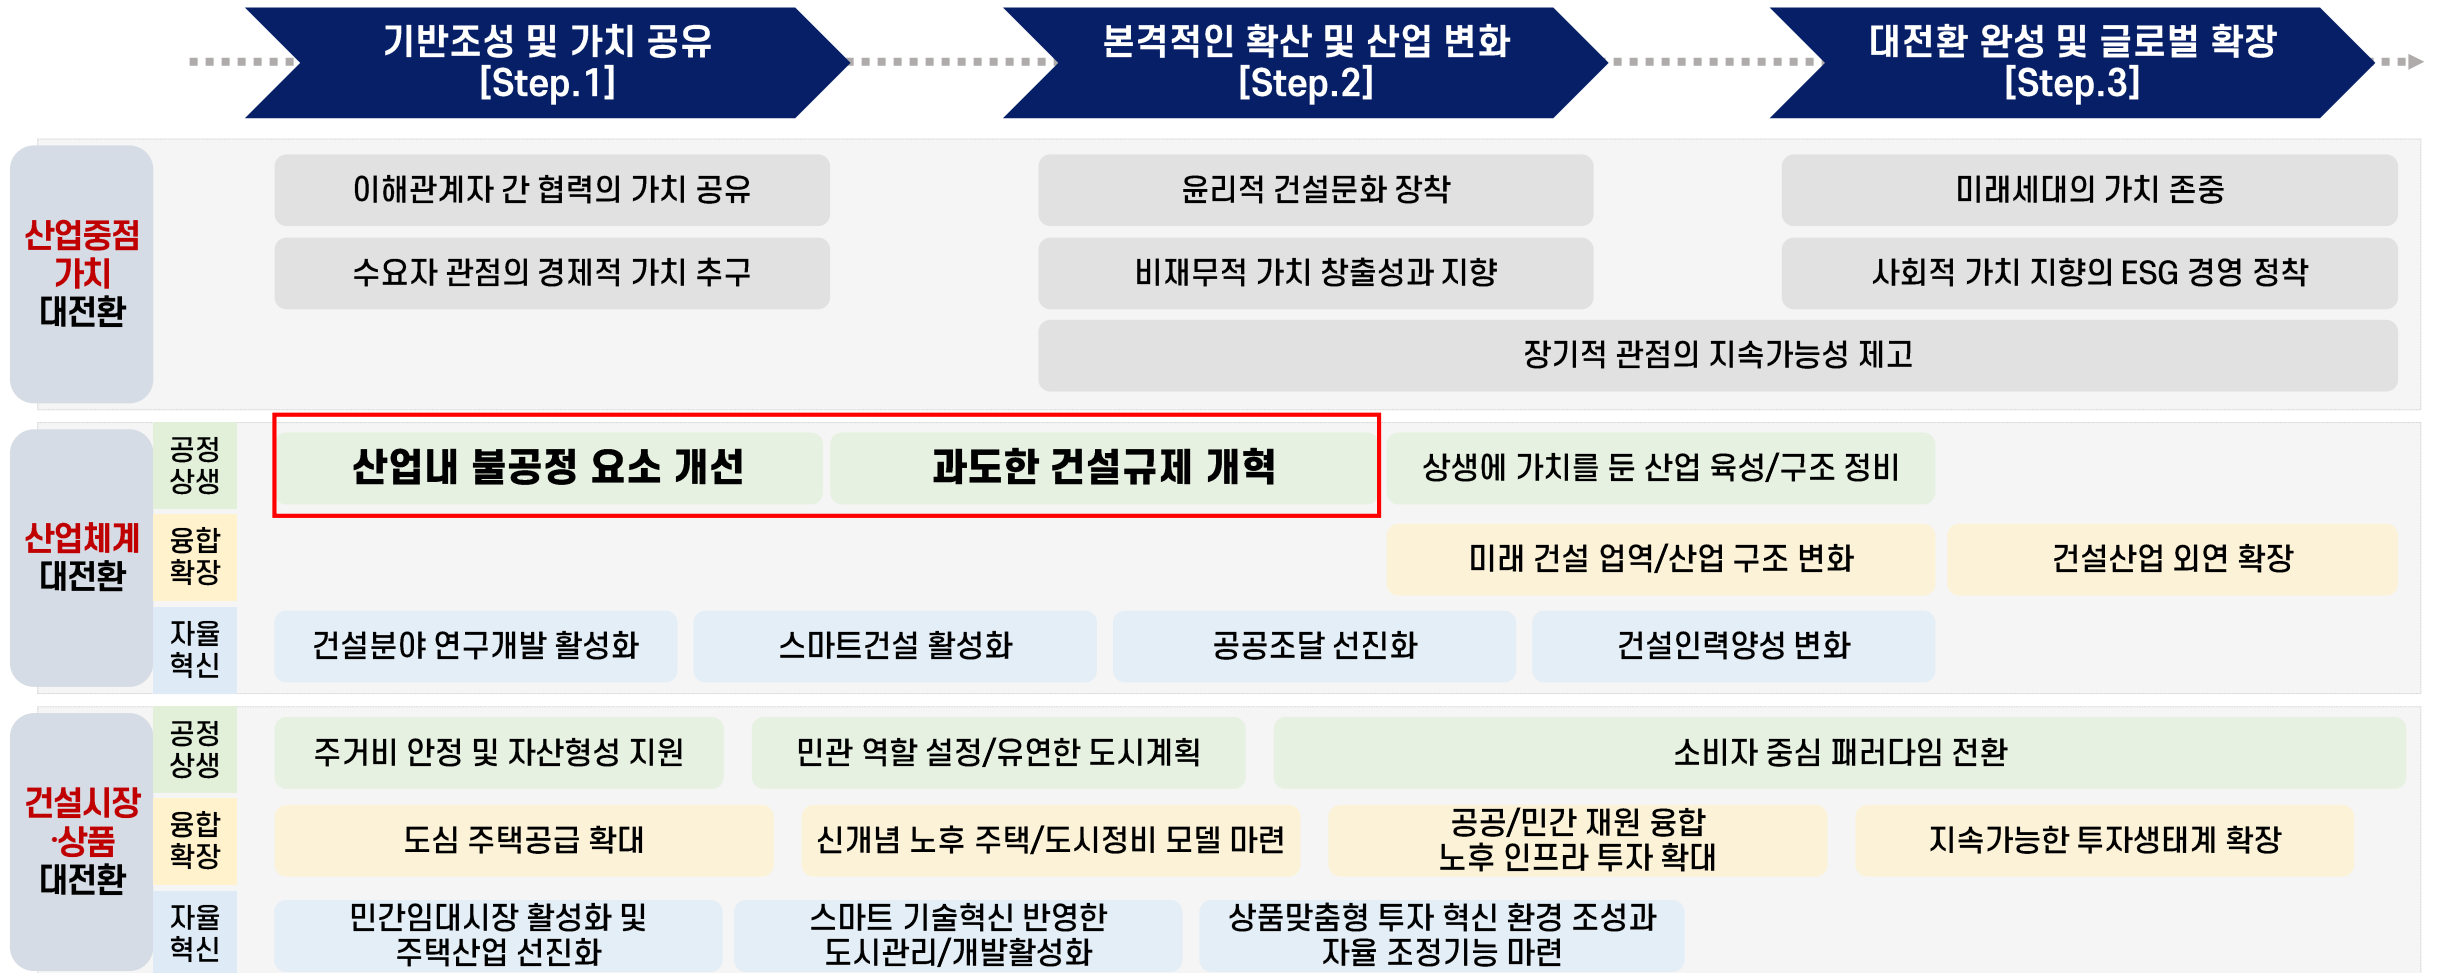 기반조성 및 가치 공유
[Step.1]
본격적인 확산 및 산업 변화
[Step.2]
대전환 완성 및 글로벌 확장
[Step.3]
산업중점
가치
대전환
이해관계자 간 협력의 가치 공유
윤리적 건설문화 장착
미래세대의 가치 존중
수요자 관점의 경제적 가치 추구
비재무적 가치 창출성과 지향
사회적 가치 지향의 ESG 경영 정착
장기적 관점의 지속가능성 제고
산업체계
대전환
공정
상생
산업내 불공정 요소 개선
과도한 건설규제 개혁
상생에 가치를 둔 산업 육성/구조 정비
융합
확장
미래 건설 업역/산업 구조 변화
건설산업 외연 확장
자율
혁신
건설분야 연구개발 활성화
스마트건설 활성화
공공조달 선진화
건설인력양성 변화
건설시장
·상품
대전환
공정
상생
주거비 안정 및 자산형성 지원
민관 역할 설정/유연한 도시계획
소비자 중심 패러다임 전환
융합
확장
도심 주택공급 확대
신개념 노후 주택/도시정비 모델 마련
공공/민간 재원 융합
노후 인프라 투자 확대
지속가능한 투자생태계 확장
자율
혁신
민간임대시장 활성화 및
주택산업 선진화
스마트 기술혁신 반영한
도시관리/개발활성화
상품맞춤형 투자 혁신 환경 조성과
자율 조정기능 마련